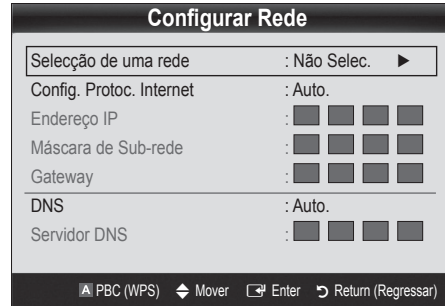 Configurar Rede
Selecção de uma rede : Não Selec. ►
Config. Protoc. Internet : Auto.
Endereço IP :
Máscara de Sub-rede :
Gateway :
DNS : Auto.
Servidor DNS :
A PBC (WPS) Mover Enter Return (Regressar)